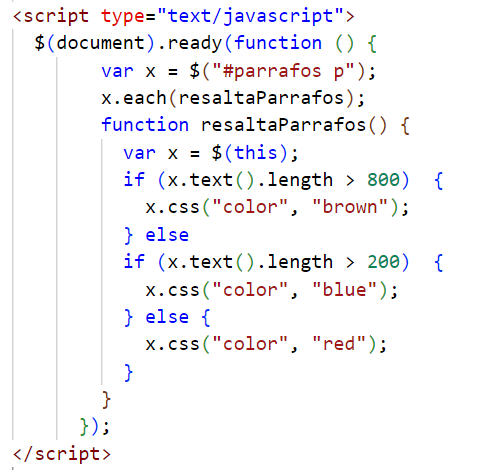 <script type="text/javascript">
  $(document).ready(function () {
        var x = $("#parrafos p");
        x.each(resaltaParrafos);
        function resaltaParrafos() {
          var x = $(this);
          if (x.text().length > 800)  {
            x.css("color", "brown");
          } else
          if (x.text().length > 200)  {
            x.css("color", "blue");
          } else {
            x.css("color", "red");
          }
        }
      });
</script>